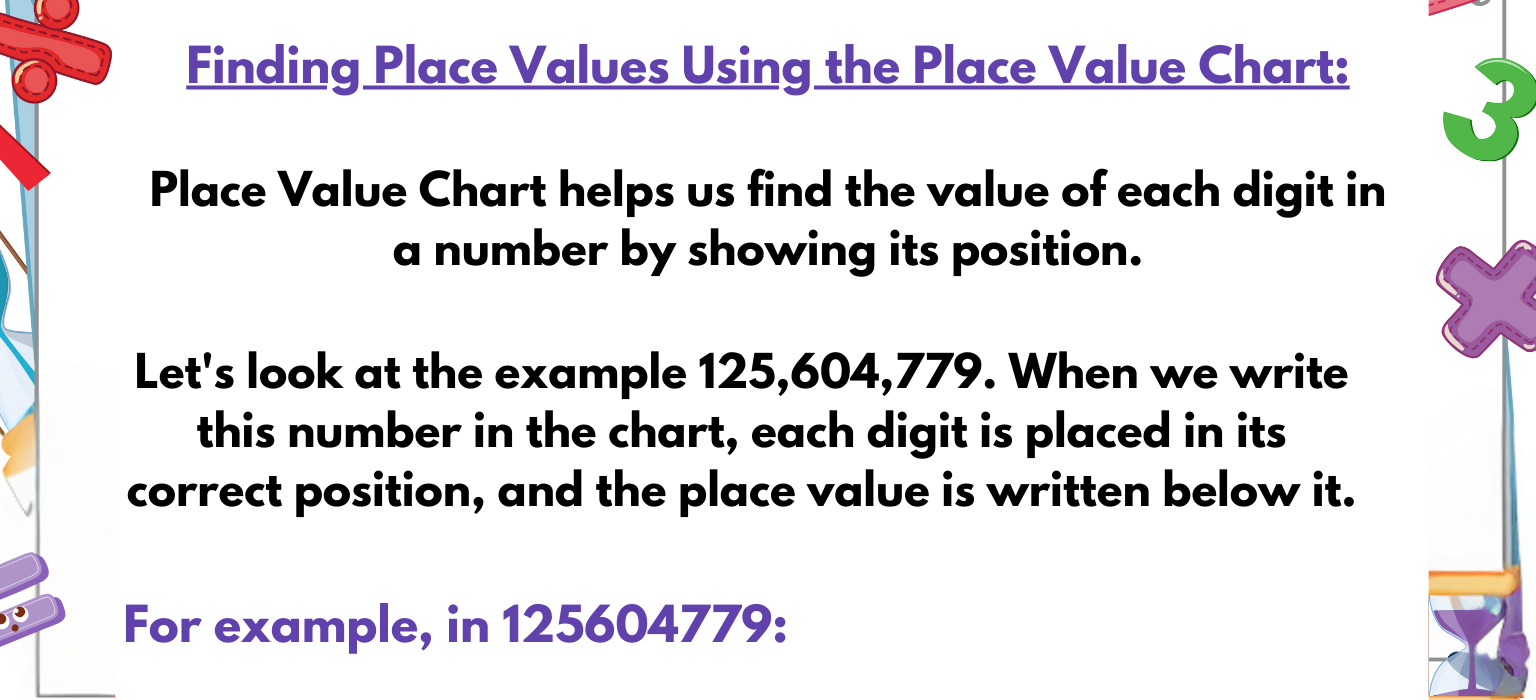 Finding Place Values Using the Place Value Chart:
Place Value Chart helps us find the value of each digit in
a number by showing its position.
Let's look at the example 125,604,779. When we write
this number in the chart, each digit is placed in its
correct position, and the place value is written below it.
For example, in 125604779:
3